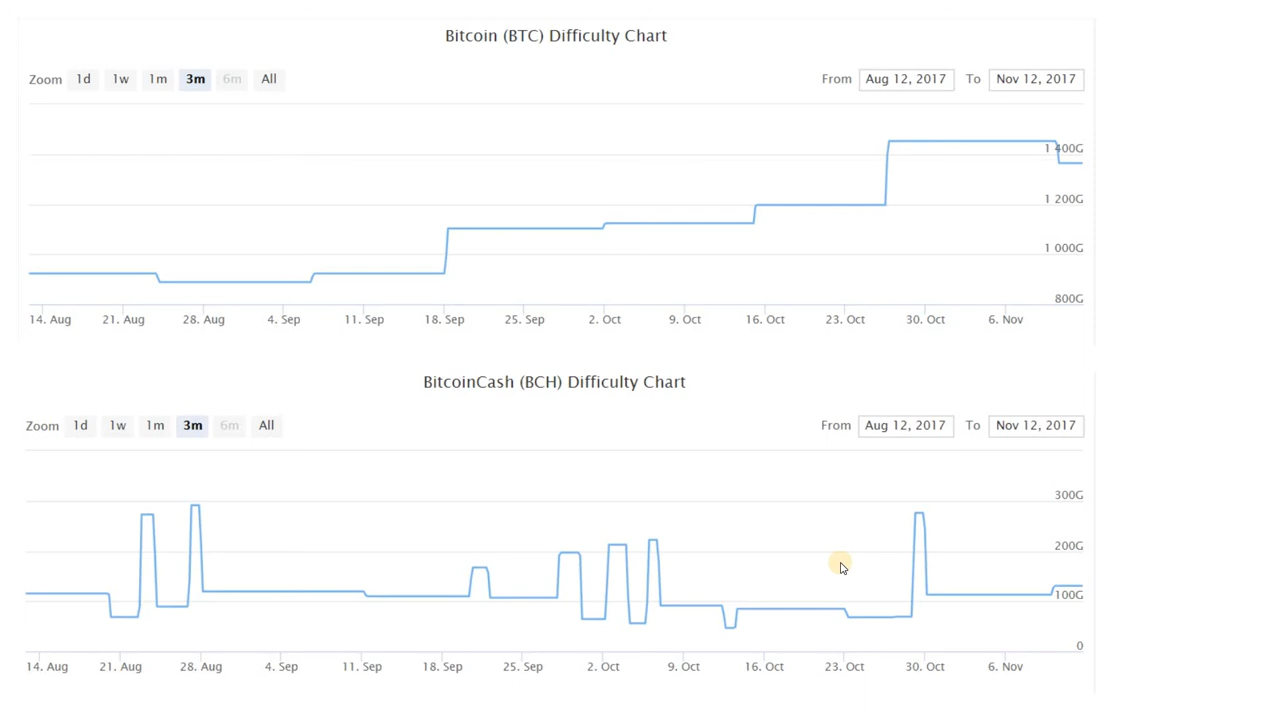 Bitcoin (BTC) Difficulty Chart
Zoom 1d 1w 1m 3m 6m All From Aug 12, 2017 To Nov 12, 2017
1 400G
1 200G
1 000G
800G
14. Aug 21. Aug 28. Aug 4. Sep 11. Sep 18. Sep 25. Sep 2. Oct 9. Oct 16. Oct 23. Oct 30. Oct 6. Nov
BitcoinCash (BCH) Difficulty Chart
Zoom 1d 1w 1m 3m 6m All From Aug 12, 2017 To Nov 12, 2017
300G
200G
100G
0
14. Aug 21. Aug 28. Aug 4. Sep 11. Sep 18. Sep 25. Sep 2. Oct 9. Oct 16. Oct 23. Oct 30. Oct 6. Nov